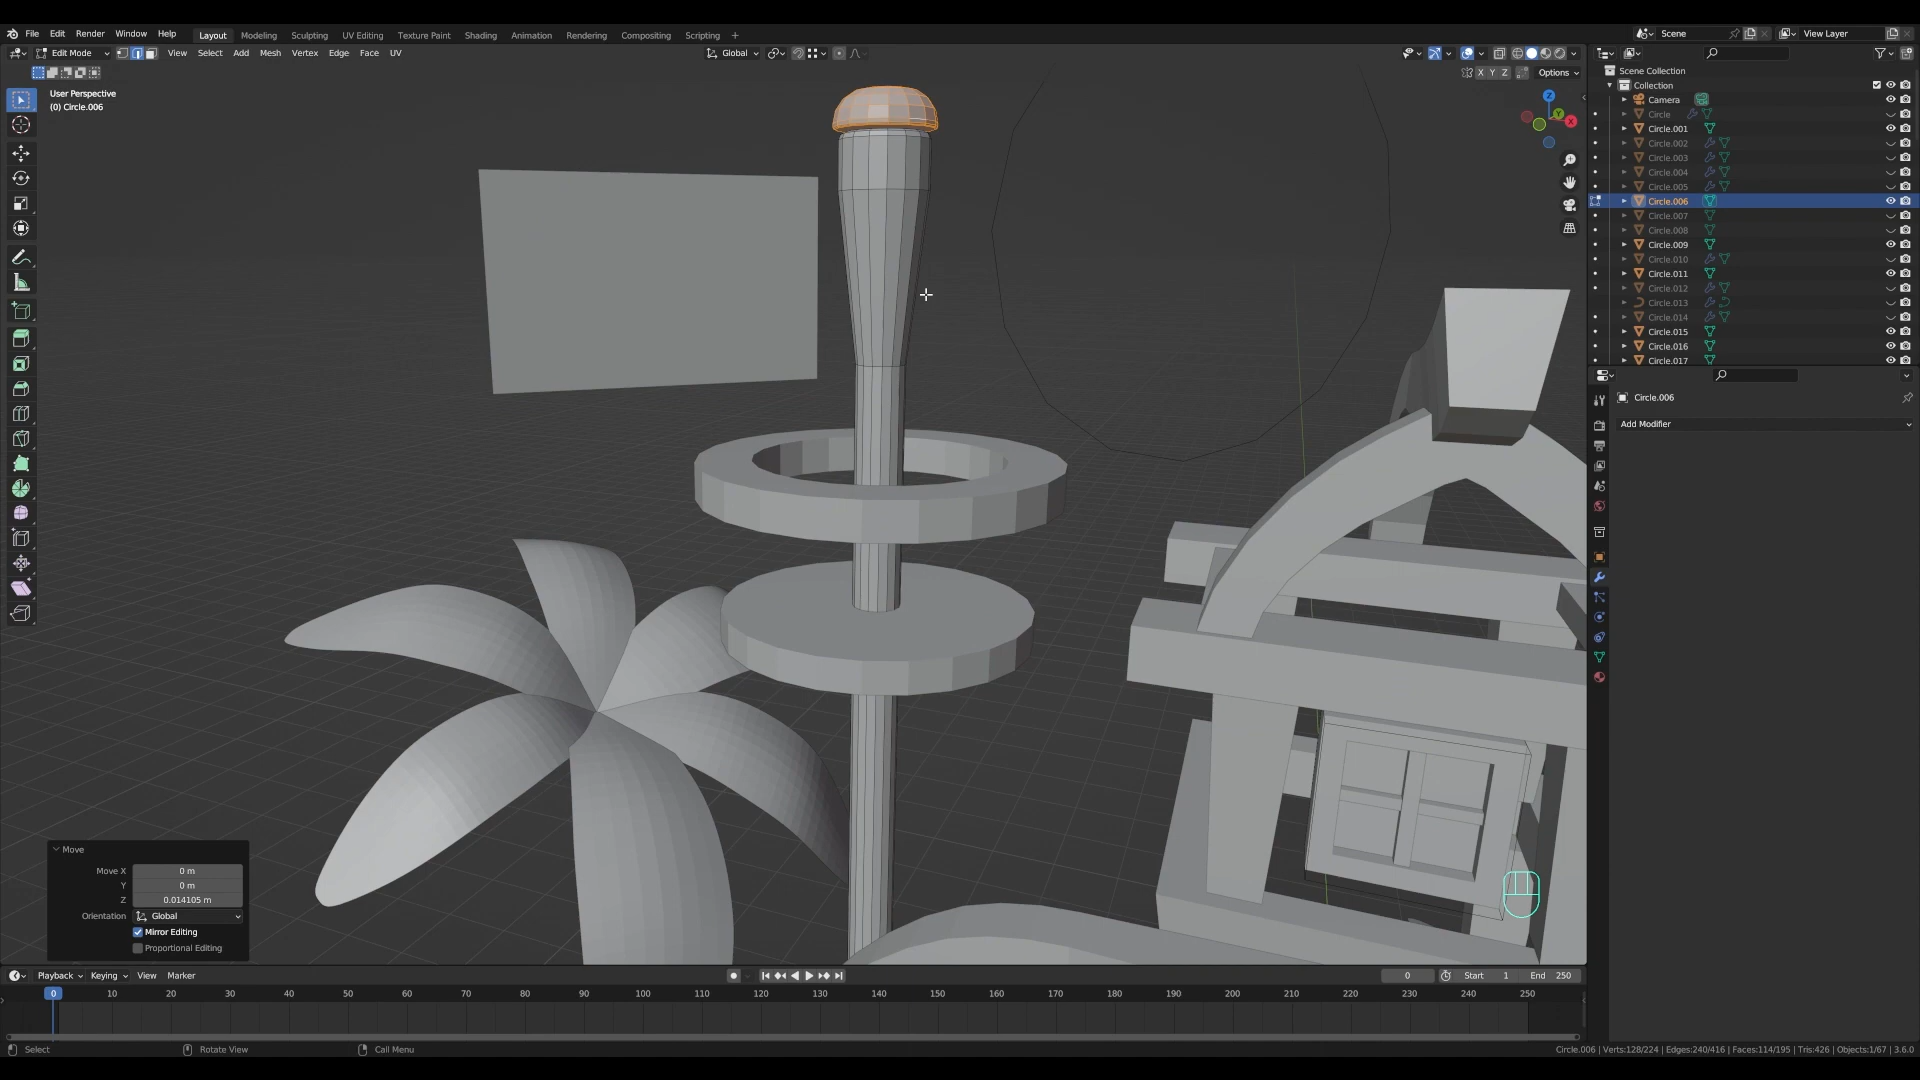 File Edit Render Window Help Layout Modeling Sculpting UV Editing Texture Paint Shading Animation Rendering Compositing Scripting + Scene View Layer
Edit Mode View Select Add Mesh Vertex Edge Face UV Global
X Y Z Options
User Perspective
(0) Circle.006
Z
Y
X
Scene Collection
Collection
Camera
Circle
Circle.001
Circle.002
Circle.003
Circle.004
Circle.005
Circle.006
Circle.007
Circle.008
Circle.009
Circle.010
Circle.011
Circle.012
Circle.013
Circle.014
Circle.015
Circle.016
Circle.017
Circle.006
Add Modifier
Move
Move X 0 m
Y 0 m
Z 0.014105 m
Orientation Global
Mirror Editing
Proportional Editing
Playback Keying View Marker 0 Start 1 End 250
0 10 20 30 40 50 60 70 80 90 100 110 120 130 140 150 160 170 180 190 200 210 220 230 240 250
Select Rotate View Call Menu Circle.006 | Verts:128/224 | Edges:240/416 | Faces:114/195 | Tris:426 | Objects:1/67 | 3.6.0